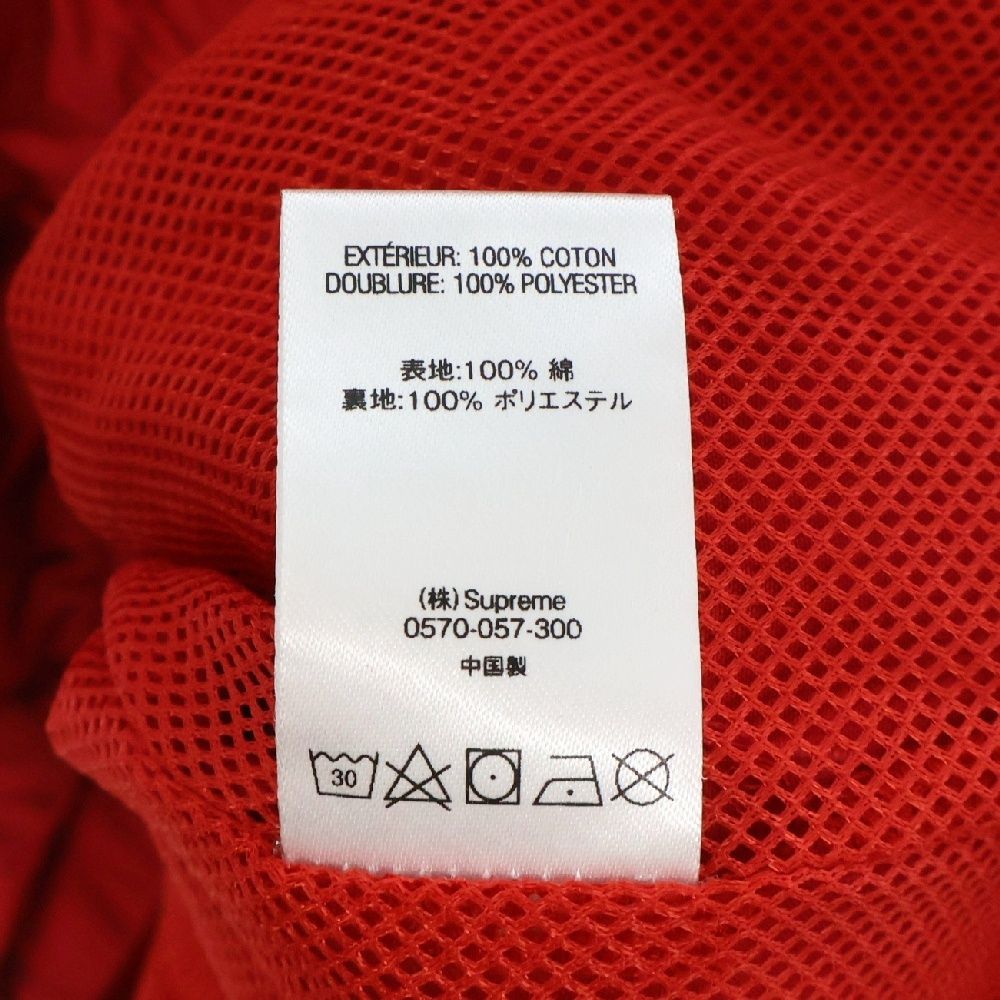 EXTÉRIEUR: 100% COTON
DOUBLURE: 100% POLYESTER
表地:100% 綿
裏地:100% ポリエステル
(株)Supreme
0570-057-300
中国製
30